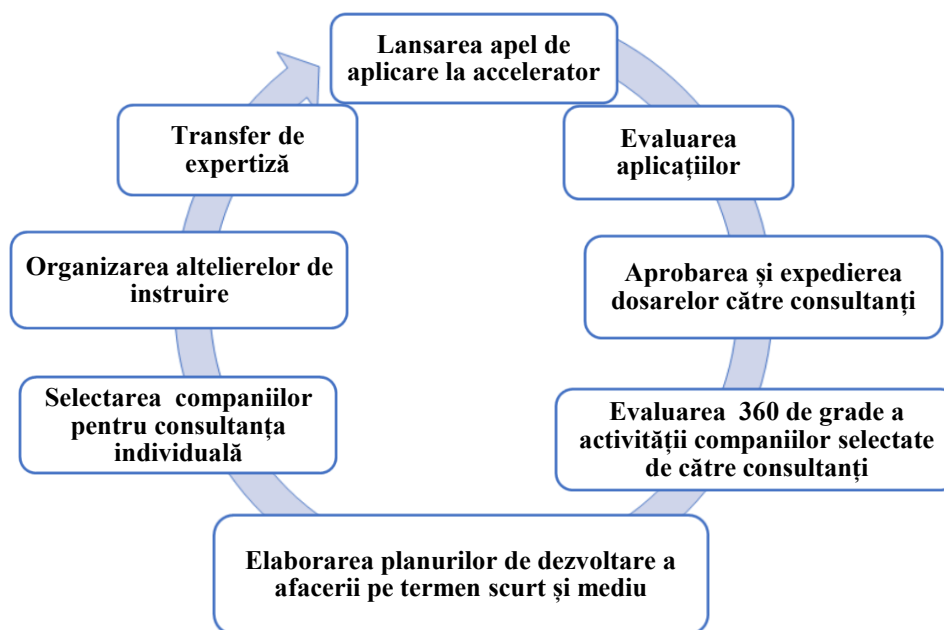 Lansarea apel de
aplicare la accelerator
Evaluarea
aplicațiilor
Aprobarea și expedierea
dosarelor către consultanți
Evaluarea 360 de grade a
activității companiilor selectate
de către consultanți
Elaborarea planurilor de dezvoltare a
afacerii pe termen scurt și mediu
Selectarea companiilor
pentru consultanța
individuală
Organizarea altelierelor de
instruire
Transfer de
expertiză